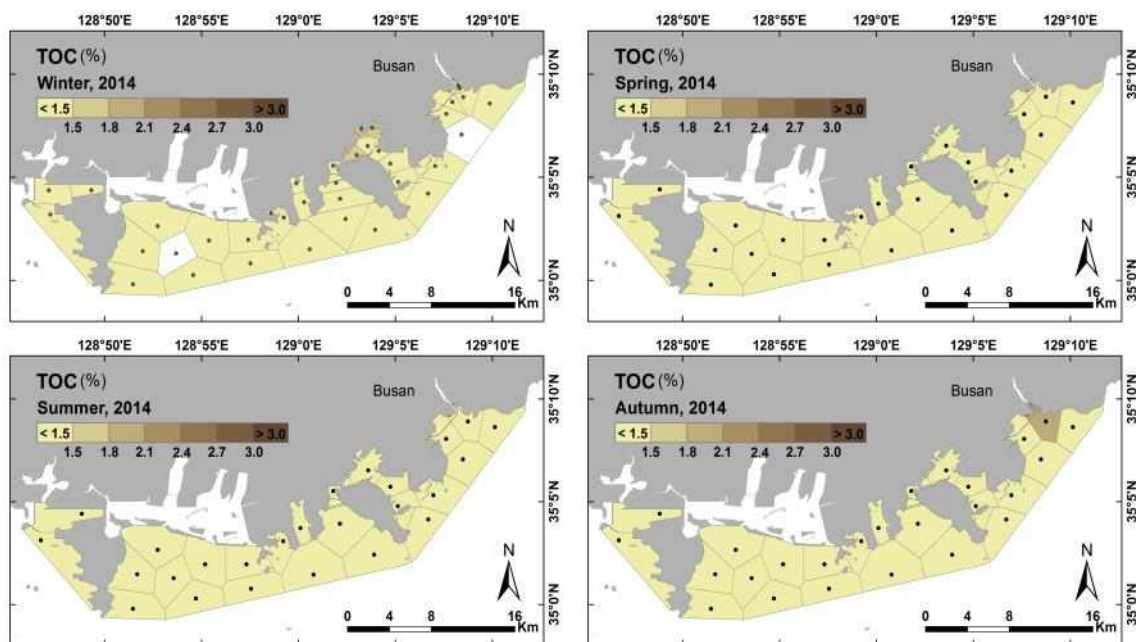 128°50'E 128°55'E 129°0'E 129°5'E 129°10'E
TOC (%)
Winter, 2014
Busan
< 1.5 > 3.0
1.5 1.8 2.1 2.4 2.7 3.0
35°10'N
35°5'N
35°0'N
N
0 4 8 16
Km
128°50'E 128°55'E 129°0'E 129°5'E 129°10'E
TOC (%)
Spring, 2014
Busan
< 1.5 > 3.0
1.5 1.8 2.1 2.4 2.7 3.0
35°10'N
35°5'N
35°0'N
N
0 4 8 16
Km
128°50'E 128°55'E 129°0'E 129°5'E 129°10'E
TOC (%)
Summer, 2014
Busan
< 1.5 > 3.0
1.5 1.8 2.1 2.4 2.7 3.0
35°10'N
35°5'N
35°0'N
N
0 4 8 16
Km
128°50'E 128°55'E 129°0'E 129°5'E 129°10'E
TOC (%)
Autumn, 2014
Busan
< 1.5 > 3.0
1.5 1.8 2.1 2.4 2.7 3.0
35°10'N
35°5'N
35°0'N
N
0 4 8 16
Km